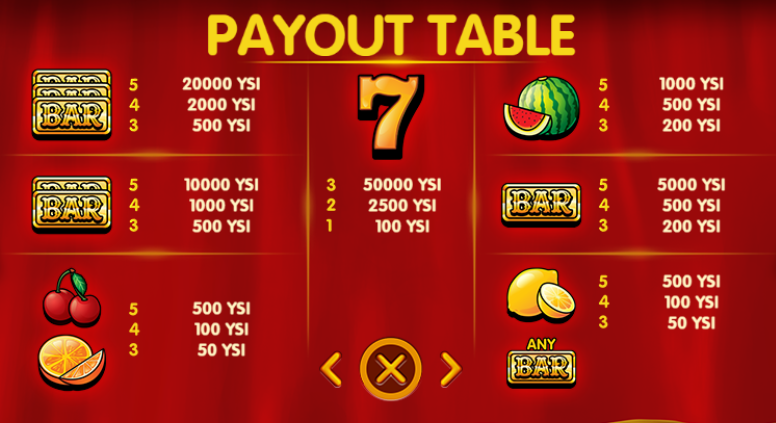 PAYOUT TABLE
BAR
5 20000 YSI
4 2000 YSI
3 500 YSI
7
3 50000 YSI
2 2500 YSI
1 100 YSI
5 1000 YSI
4 500 YSI
3 200 YSI
BAR
5 10000 YSI
4 1000 YSI
3 500 YSI
BAR
5 5000 YSI
4 500 YSI
3 200 YSI
5 500 YSI
4 100 YSI
3 50 YSI
5 500 YSI
4 100 YSI
3 50 YSI
ANY
BAR